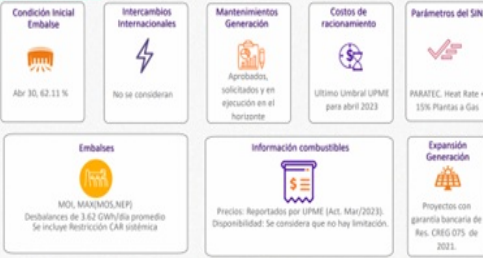 Condición Inicial
Embalse
Abr 30, 62.11 %
Intercambios
Internacionales
No se consideran
Mantenimientos
Generación
Aprobados,
solicitados y en
ejecución en el
horizonte
Costos de
racionamiento
Ultimo Umbral UPME
para abril 2023
Parámetros del SIN
PARATEC. Heat Rate +
15% Plantas a Gas
Embalses
MOI, MAX(MOS,NEP)
Desbalances de 3.62 GWh/día promedio
Se incluye Restricción CAR sistémica
Información combustibles
Precios: Reportados por UPME (Act. Mar/2023).
Disponibilidad: Se considera que no hay limitación.
Expansión
Generación
Proyectos con
garantía bancaria de
Res. CREG 075 de
2021.